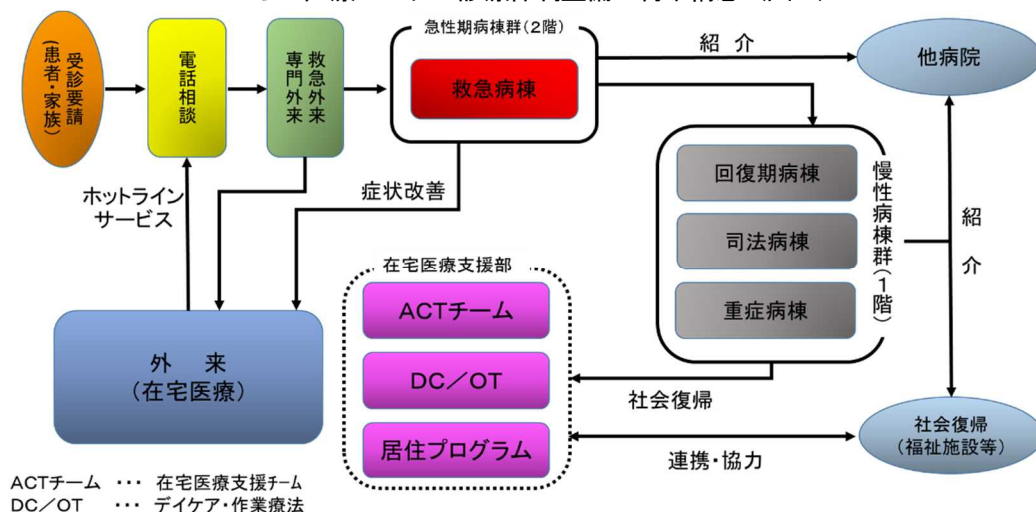 受診要請
(患者・家族)
電話相談
救急外来
専門外来
急性期病棟群(2階)
救急病棟
紹 介
他病院
ホットライン
サービス
症状改善
回復期病棟
司法病棟
重症病棟
慢性病棟群(1階)
紹 介
在宅医療支援部
ACTチーム
DC/OT
居住プログラム
外 来
(在宅医療)
社会復帰
連携・協力
社会復帰
(福祉施設等)
ACTチーム ・・・ 在宅医療支援チーム
DC/OT ・・・ デイケア・作業療法